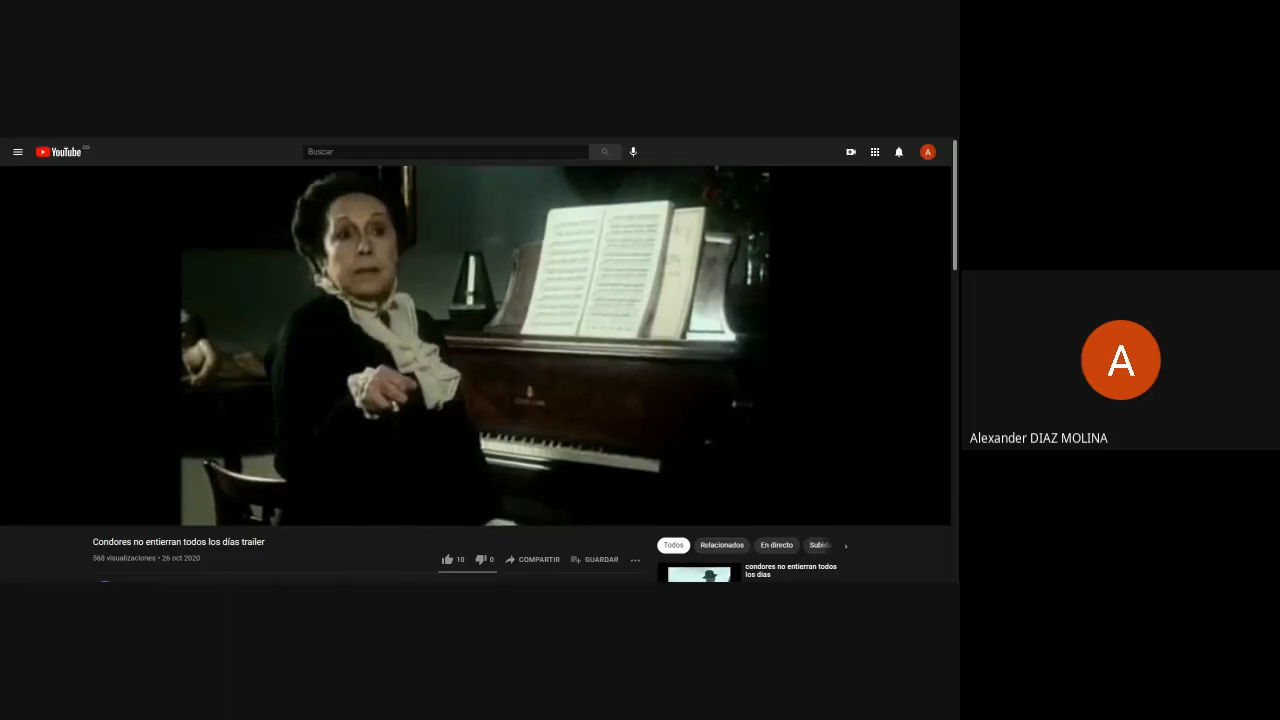 YouTube CO
Buscar
A
Condores no entierran todos los días trailer
568 visualizaciones • 26 oct 2020
10
0
COMPARTIR
GUARDAR
Todos
Relacionados
En directo
condores no entierran todos
los dias
A
Alexander DIAZ MOLINA